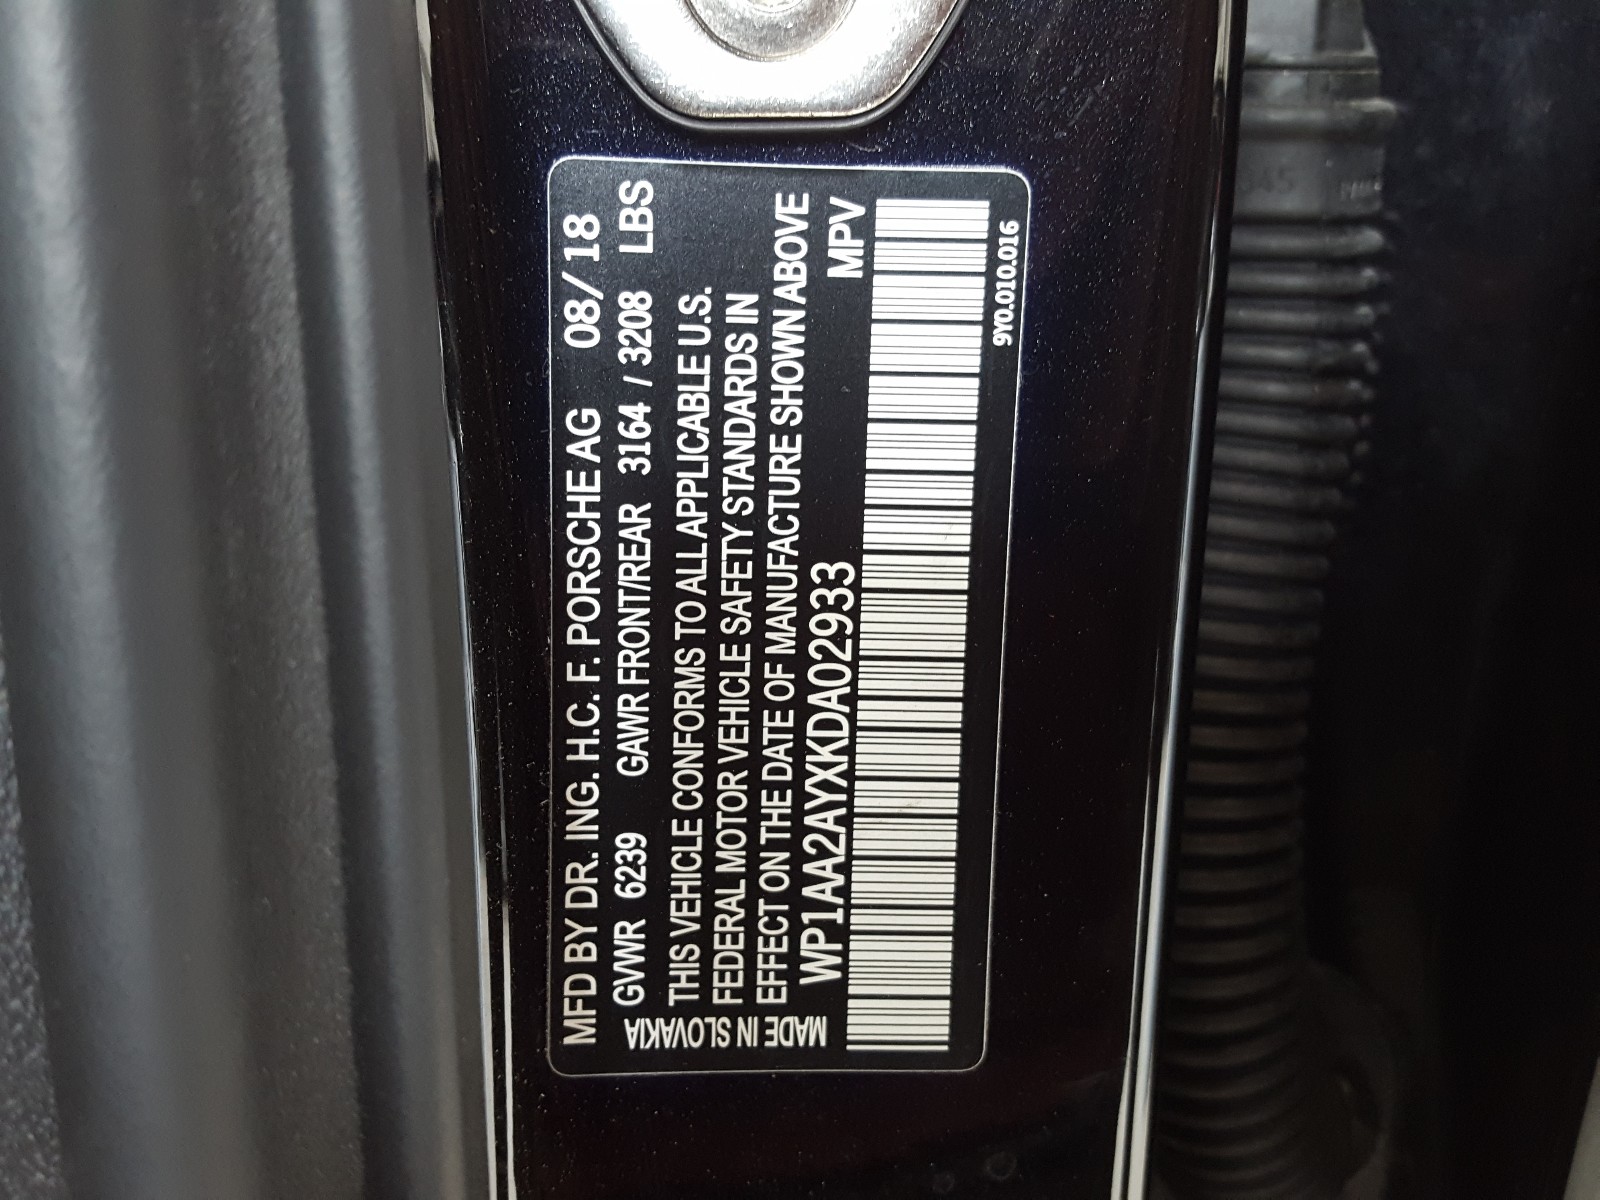 MFD BY DR. ING. H.C. F. PORSCHE AG 08/18
GVWR 6239 GAWR FRONT/REAR 3164 / 3208 LBS
THIS VEHICLE CONFORMS TO ALL APPLICABLE U.S.
FEDERAL MOTOR VEHICLE SAFETY STANDARDS IN
EFFECT ON THE DATE OF MANUFACTURE SHOWN ABOVE
WP1AA2AYXKDA02933 MPV
MADE IN SLOVAKIA
9Y0.010.016